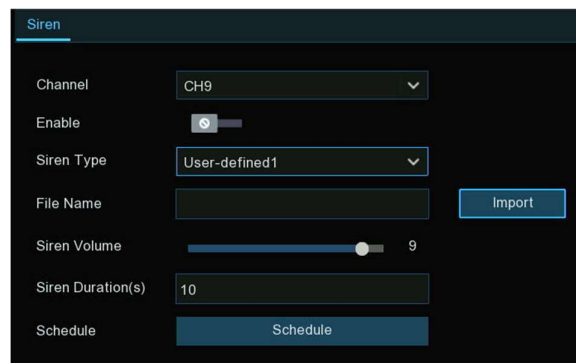 Siren
Channel CH9
Enable
Siren Type User-defined1
File Name Import
Siren Volume 9
Siren Duration(s) 10
Schedule Schedule